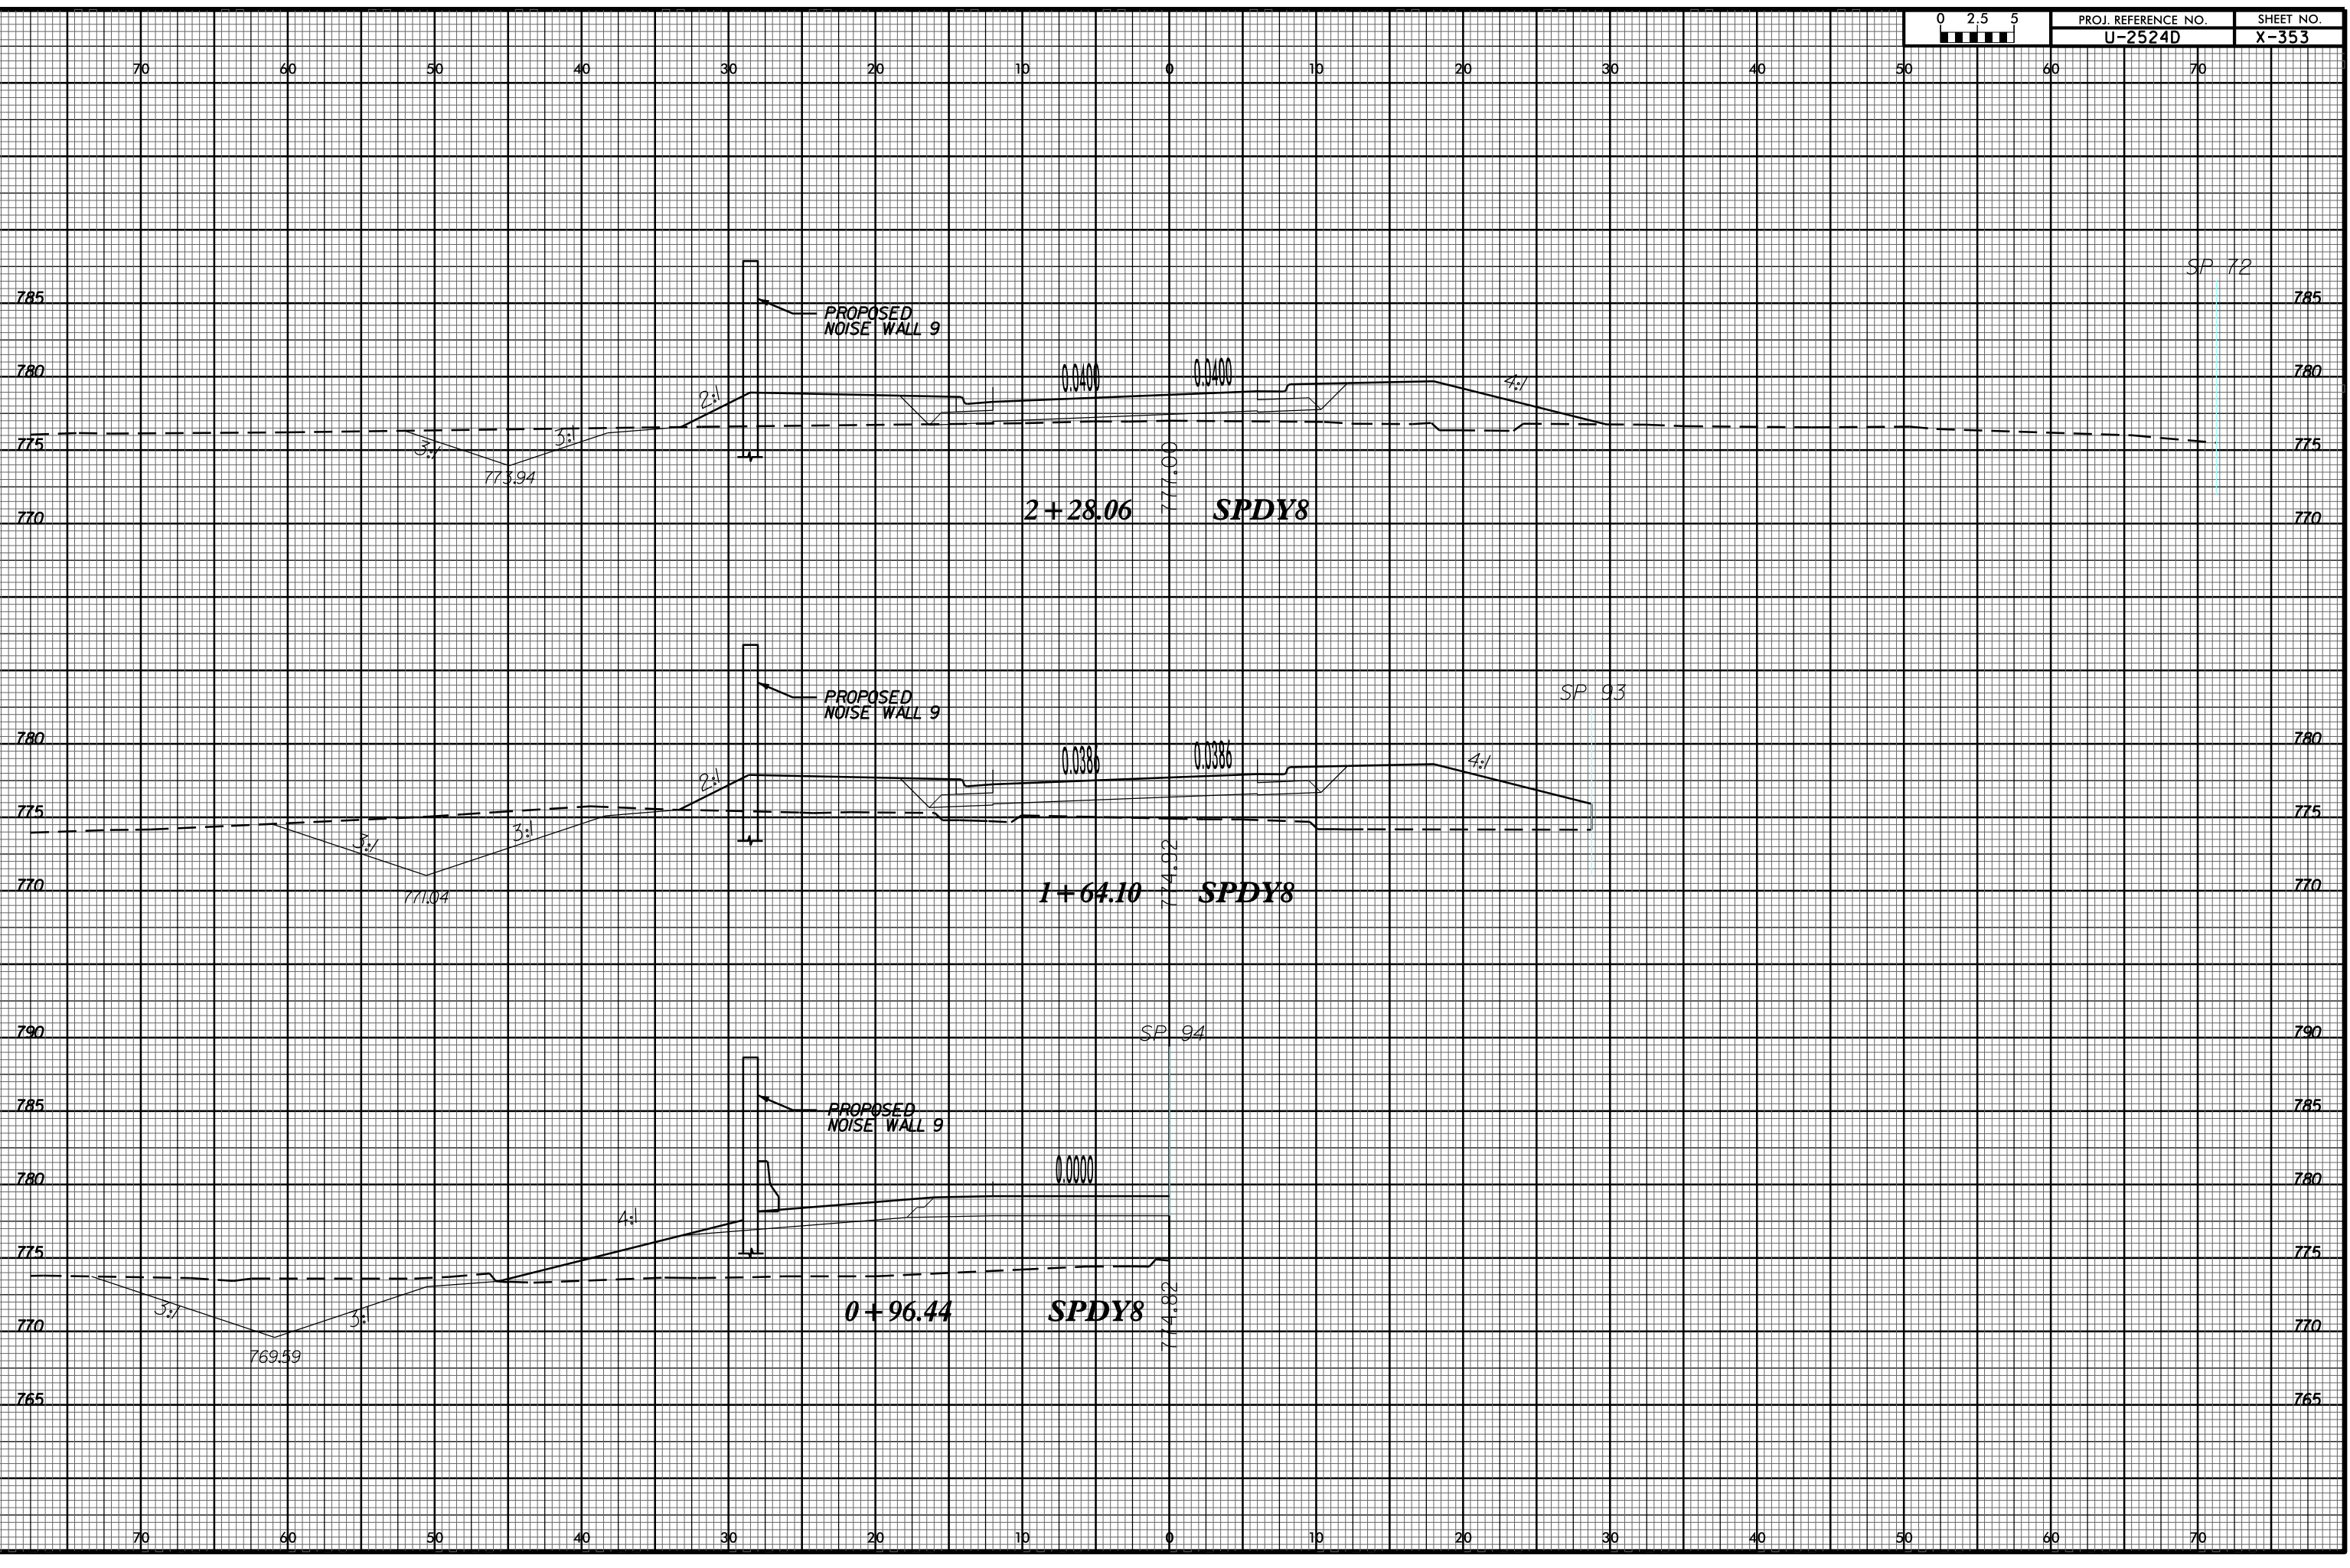 0 2.5 5
PROJ. REFERENCE NO. SHEET NO.
U-2524D X-353
70 60 50 40 30 20 10 0 10 20 30 40 50 60 70
SP 72
785 785
PROPOSED
NOISE WALL 9
780 0.0400 0.0400 4:1 780
2:1
775 3:1 3:1 775
773.94 777.00
770 2+28.06 SPDY8 770
SP 93
PROPOSED
NOISE WALL 9
780 780
0.0386 0.0386 4:1
2:1
775 775
3:1 3:1
774.92
770 771.04 1+64.10 SPDY8 770
790 SP 94 790
785 785
PROPOSED
NOISE WALL 9
780 0.0000 780
4:1
775 775
3:1 3:1 774.82
770 0+96.44 SPDY8 770
769.59
765 765
70 60 50 40 30 20 10 0 10 20 30 40 50 60 70